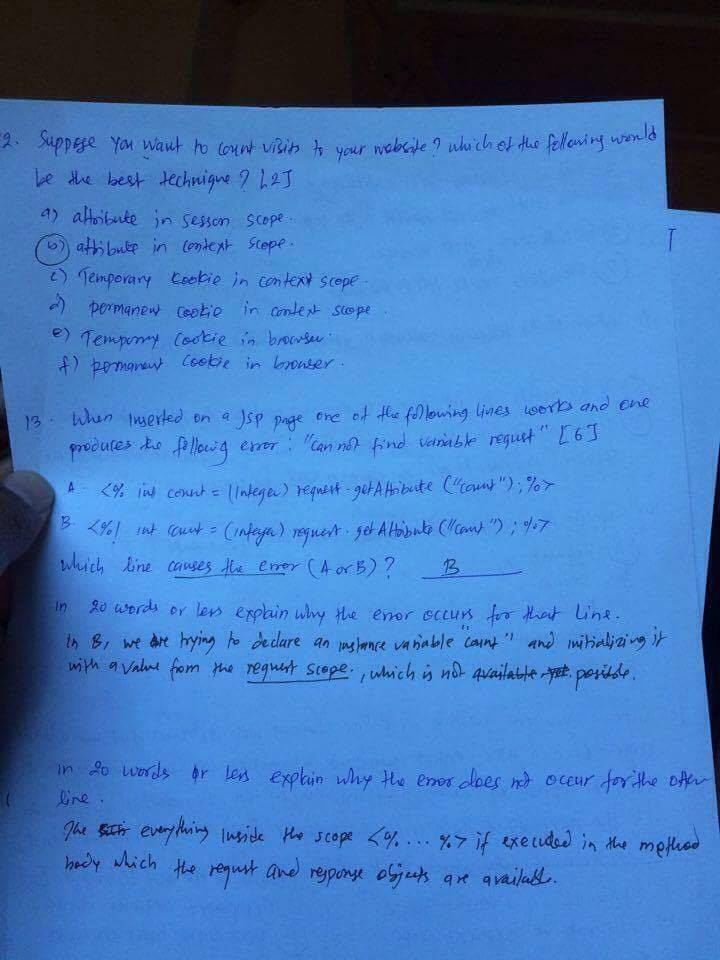 2. Suppose you want to count visits to your website? which of the following would
be the best technique? [2]
a) attribute in sesson scope.
b) attribute in context scope.
c) Temporary Cookie in context scope.
d) permanent cookie in context scope.
e) Temporary Cookie in browser.
f) permanent cookie in browser.
13. When inserted on a JSP page one of the following lines works and one
produces the following error: "can not find variable request" [6]
A. <% int count = (Integer) request.getAttribute ("count");%>
B. <%! int count = (integer) request.getAttribute ("count"); %>
which line causes the error (A or B)? B
In 20 words or less explain why the error occurs for that line.
In B, we are trying to declare an instance variable "count" and initializing it
with a value from the request scope., which is not available yet. possible.
in 20 words or less explain why the error does not occur for the other
line.
The everything inside the scope <% ... %> if executed in the method
body which the request and response objects are available.